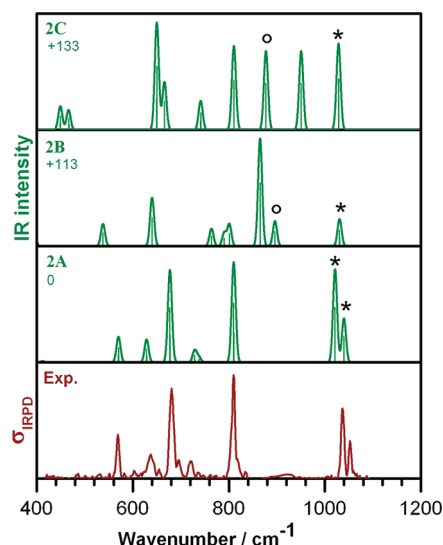 2C
+133
o
*
2B
+113
o
*
2A
0
*
*
Exp.
IR intensity
σIRPD
400 600 800 1000 1200
Wavenumber / cm-1